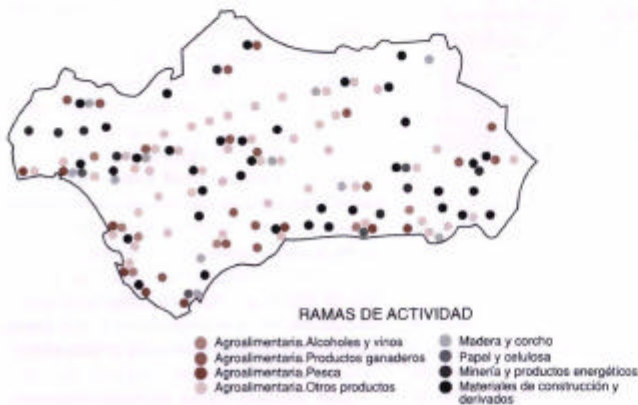 RAMAS DE ACTIVIDAD
Agroalimentaria.Alcoholes y vinos
Agroalimentaria.Productos ganaderos
Agroalimentaria.Pesca
Agroalimentaria.Otros productos
Madera y corcho
Papel y celulosa
Minería y productos energéticos
Materiales de construcción y
derivados